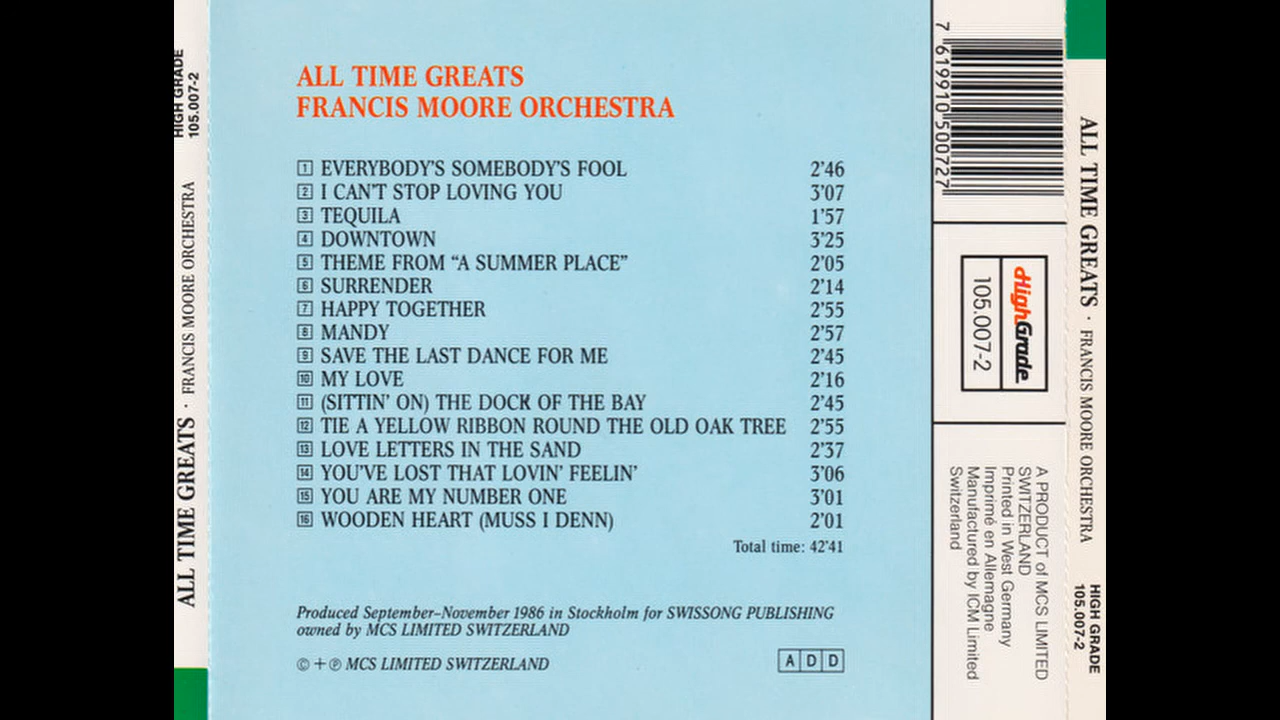 HIGH GRADE
105.007-2
ALL TIME GREATS · FRANCIS MOORE ORCHESTRA
ALL TIME GREATS
FRANCIS MOORE ORCHESTRA
1 EVERYBODY'S SOMEBODY'S FOOL 2'46
2 I CAN'T STOP LOVING YOU 3'07
3 TEQUILA 1'57
4 DOWNTOWN 3'25
5 THEME FROM "A SUMMER PLACE" 2'05
6 SURRENDER 2'14
7 HAPPY TOGETHER 2'55
8 MANDY 2'57
9 SAVE THE LAST DANCE FOR ME 2'45
10 MY LOVE 2'16
11 (SITTIN' ON) THE DOCK OF THE BAY 2'45
12 TIE A YELLOW RIBBON ROUND THE OLD OAK TREE 2'55
13 LOVE LETTERS IN THE SAND 2'37
14 YOU'VE LOST THAT LOVIN' FEELIN' 3'06
15 YOU ARE MY NUMBER ONE 3'01
16 WOODEN HEART (MUSS I DENN) 2'01
Total time: 42'41
Produced September–November 1986 in Stockholm for SWISSONG PUBLISHING
owned by MCS LIMITED SWITZERLAND
© + ℗ MCS LIMITED SWITZERLAND
A D D
7 619910 500727
HighGrade
105.007-2
A PRODUCT of MCS LIMITED
SWITZERLAND
Printed in West Germany
Imprimé en Allemagne
Manufactured by ICM Limited
Switzerland
ALL TIME GREATS · FRANCIS MOORE ORCHESTRA
HIGH GRADE
105.007-2